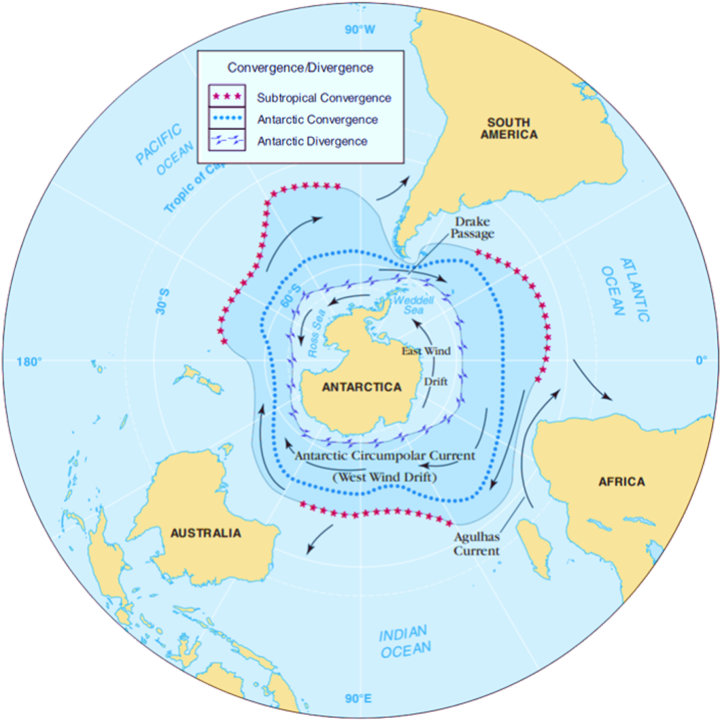 90°W
Convergence/Divergence
Subtropical Convergence
Antarctic Convergence
Antarctic Divergence
PACIFIC
OCEAN
Tropic of
SOUTH
AMERICA
Drake
Passage
ATLANTIC
OCEAN
30°S
60°S
Ross Sea
Weddell
Sea
East Wind
Drift
180°
0°
ANTARCTICA
Antarctic Circumpolar Current
(West Wind Drift)
AFRICA
AUSTRALIA
Agulhas
Current
INDIAN
OCEAN
90°E